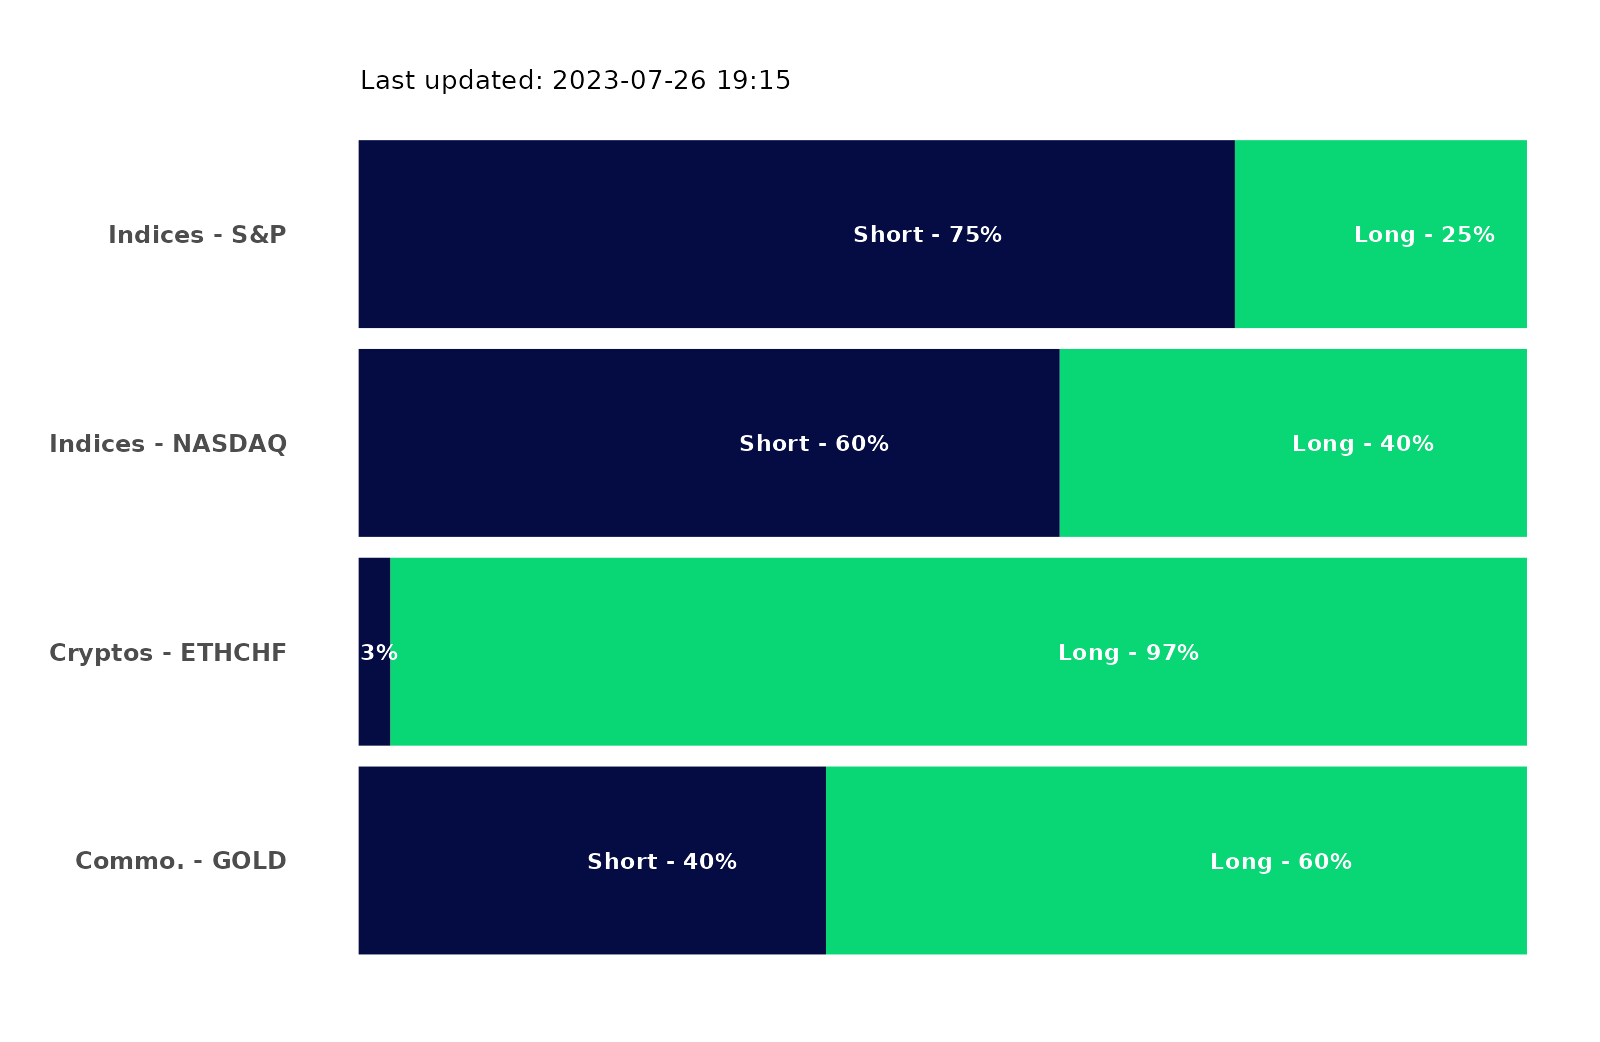 Last updated: 2023-07-26 19:15
Indices - S&P Short - 75% Long - 25%
Indices - NASDAQ Short - 60% Long - 40%
Cryptos - ETHCHF 3% Long - 97%
Commo. - GOLD Short - 40% Long - 60%